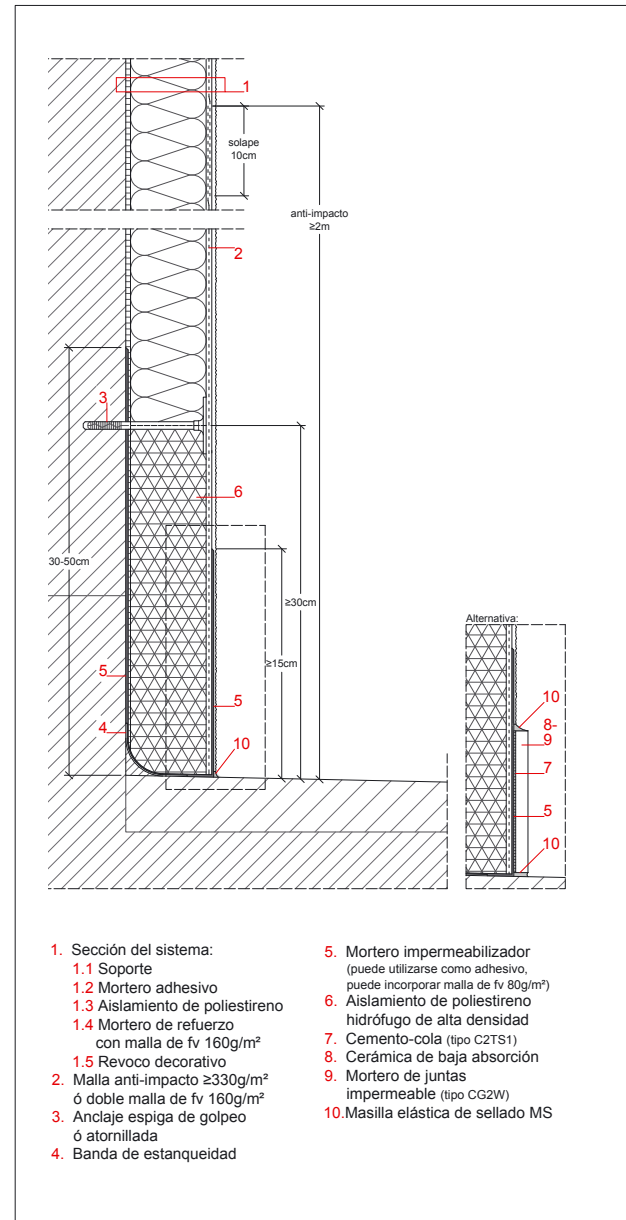 1
solape
10cm
anti-impacto
≥2m
2
3
6
30-50cm
≥30cm
≥15cm
5
5
4
10
Alternativa:
10
8-
9
7
5
10
1. Sección del sistema:
1.1 Soporte
1.2 Mortero adhesivo
1.3 Aislamiento de poliestireno
1.4 Mortero de refuerzo
con malla de fv 160g/m²
1.5 Revoco decorativo
2. Malla anti-impacto ≥330g/m²
ó doble malla de fv 160g/m²
3. Anclaje espiga de golpeo
ó atornillada
4. Banda de estanqueidad
5. Mortero impermeabilizador
(puede utilizarse como adhesivo,
puede incorporar malla de fv 80g/m²)
6. Aislamiento de poliestireno
hidrófugo de alta densidad
7. Cemento-cola (tipo C2TS1)
8. Cerámica de baja absorción
9. Mortero de juntas
impermeable (tipo CG2W)
10.Masilla elástica de sellado MS